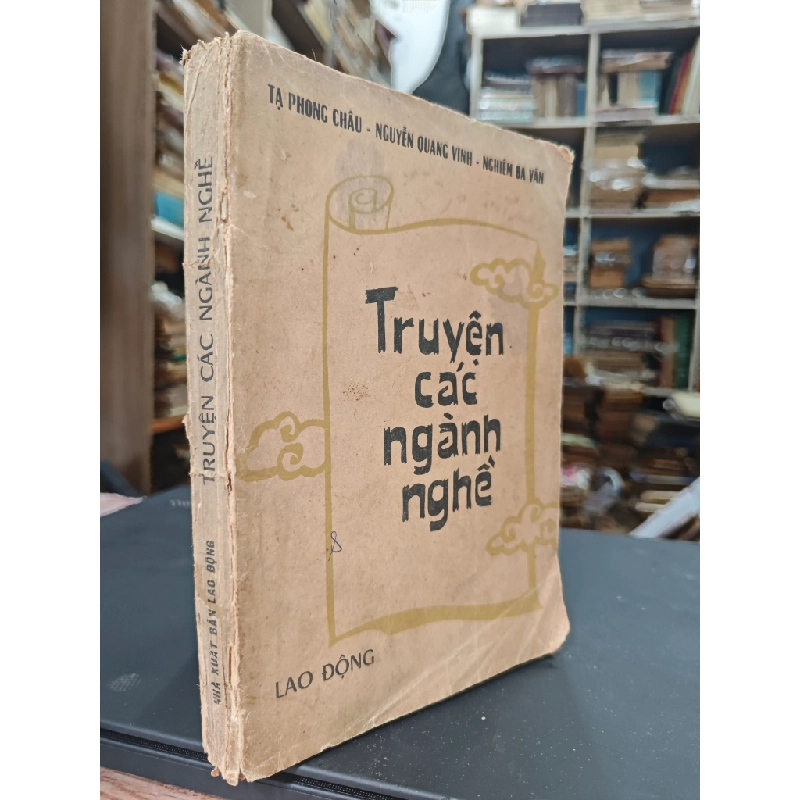 TẠ PHONG CHÂU - NGUYỄN QUANG VINH - NGHIÊM ĐA VĂN
Truyện
các
ngành
nghề
LAO ĐỘNG
TRUYỆN CÁC NGÀNH NGHỀ
NHÀ XUẤT BẢN LAO ĐỘNG